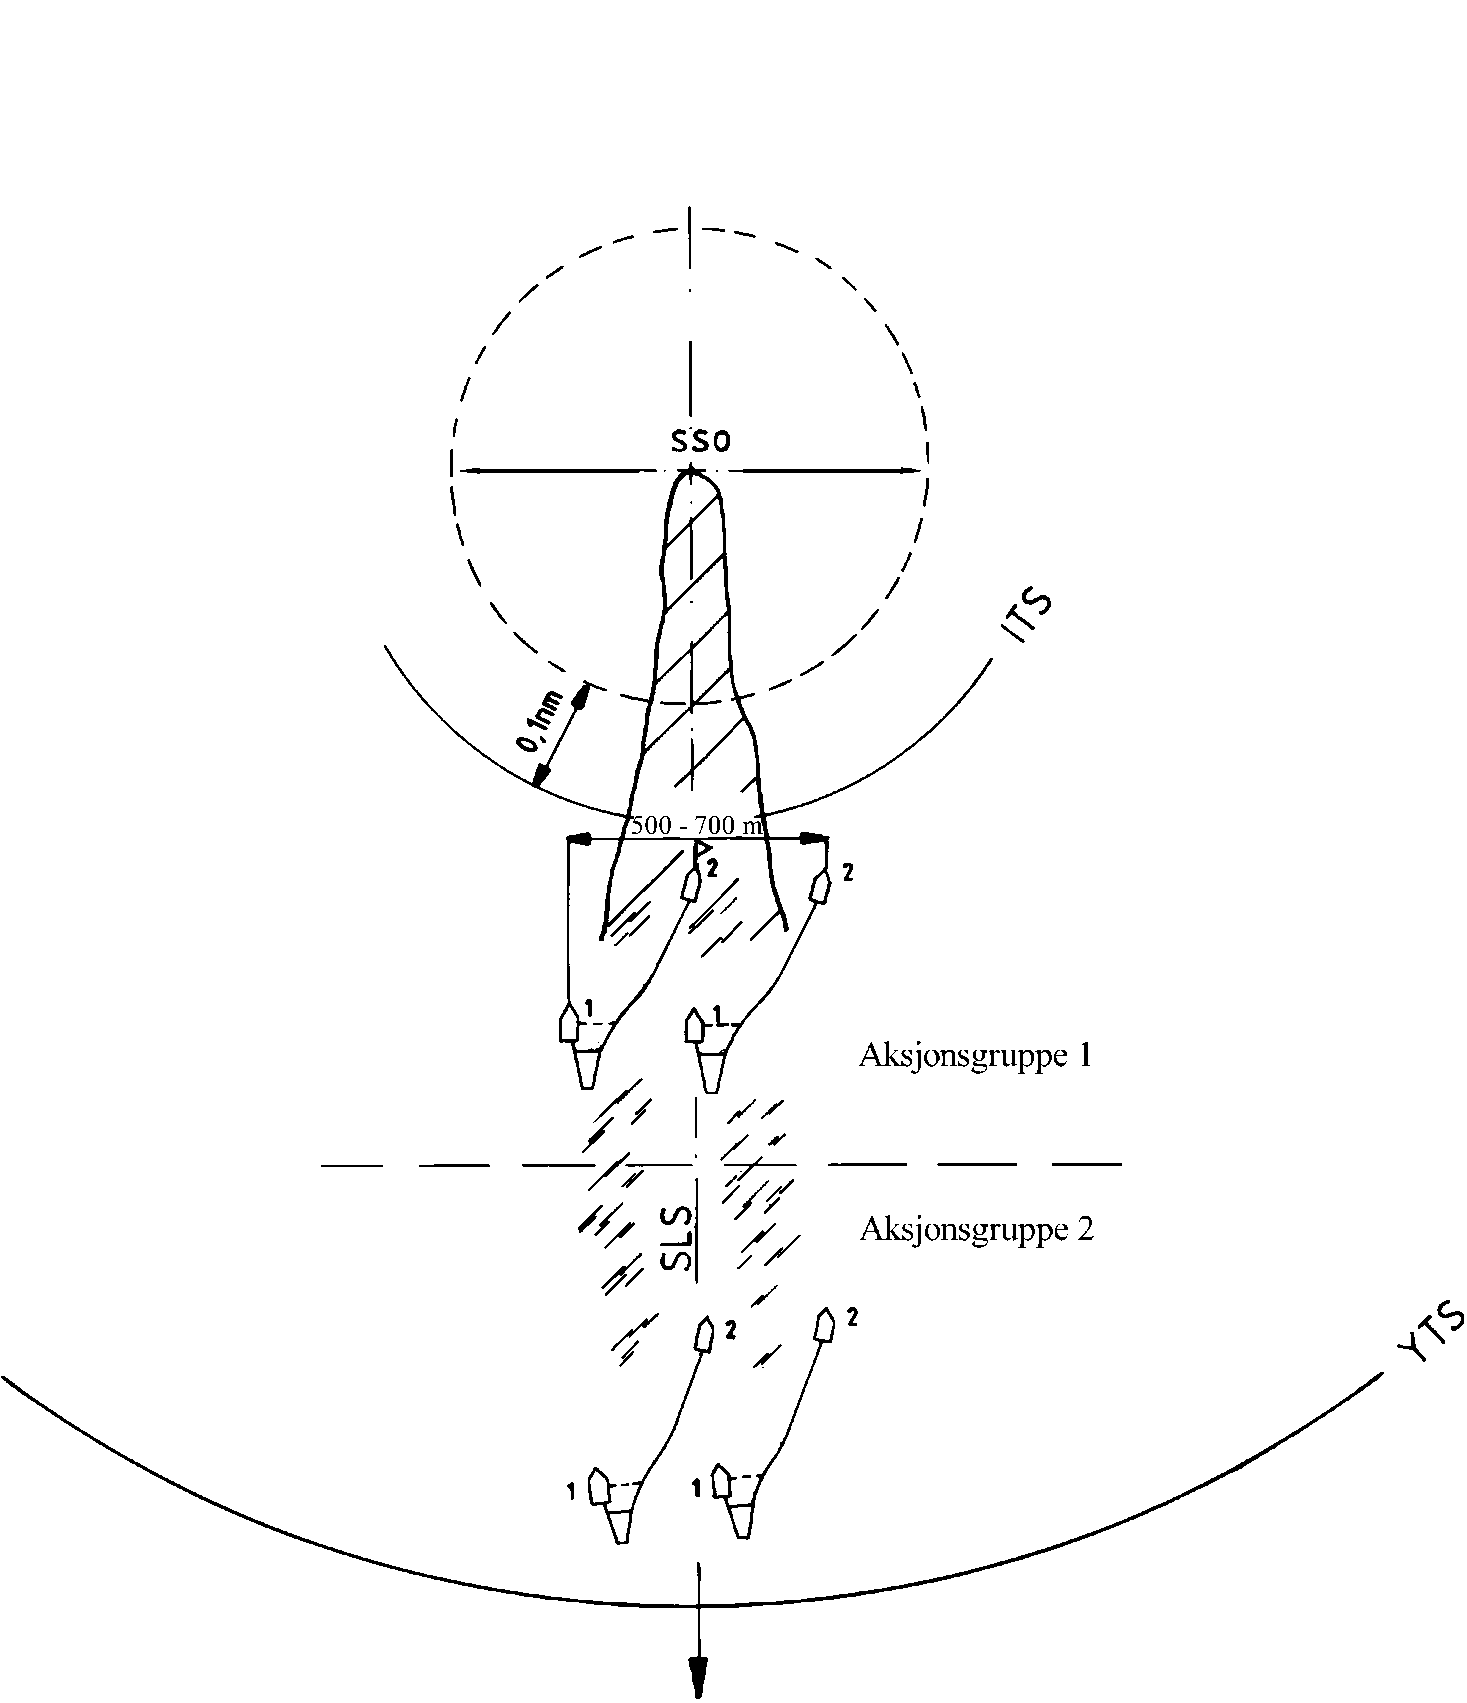 SSO
ITS
0,1nm
500 - 700 m
2
2
1
1
Aksjonsgruppe 1
SLS
Aksjonsgruppe 2
2
2
YTS
1
1